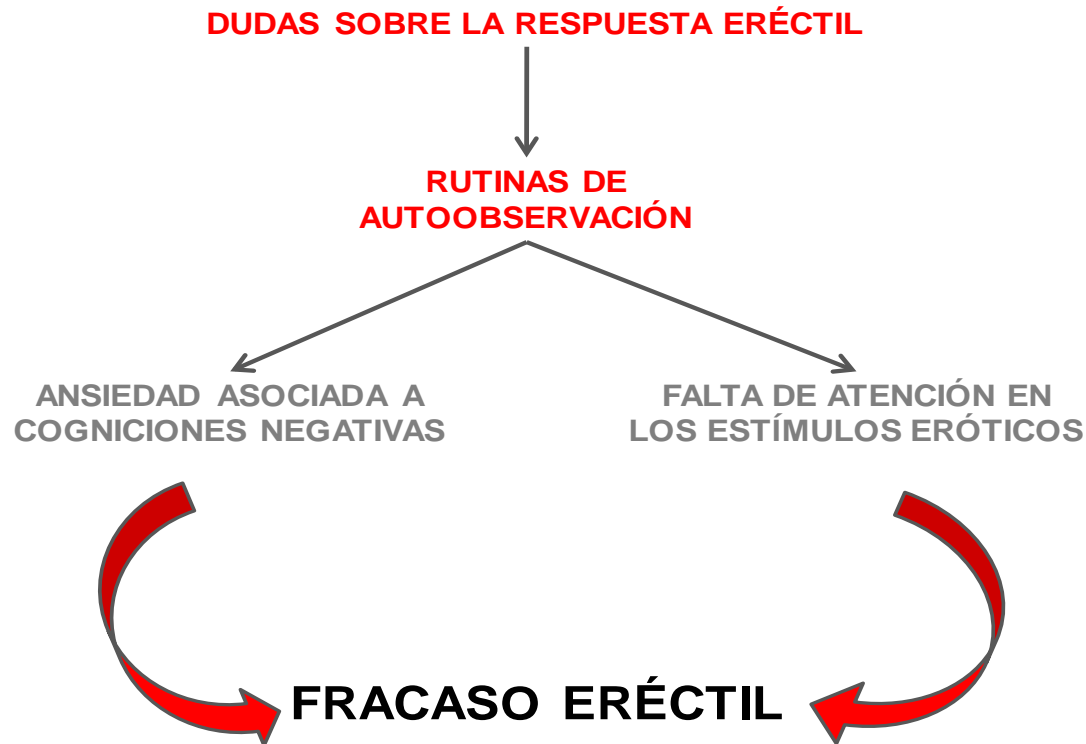 DUDAS SOBRE LA RESPUESTA ERÉCTIL
RUTINAS DE
AUTOOBSERVACIÓN
ANSIEDAD ASOCIADA A
COGNICIONES NEGATIVAS
FALTA DE ATENCIÓN EN
LOS ESTÍMULOS ERÓTICOS
FRACASO ERÉCTIL